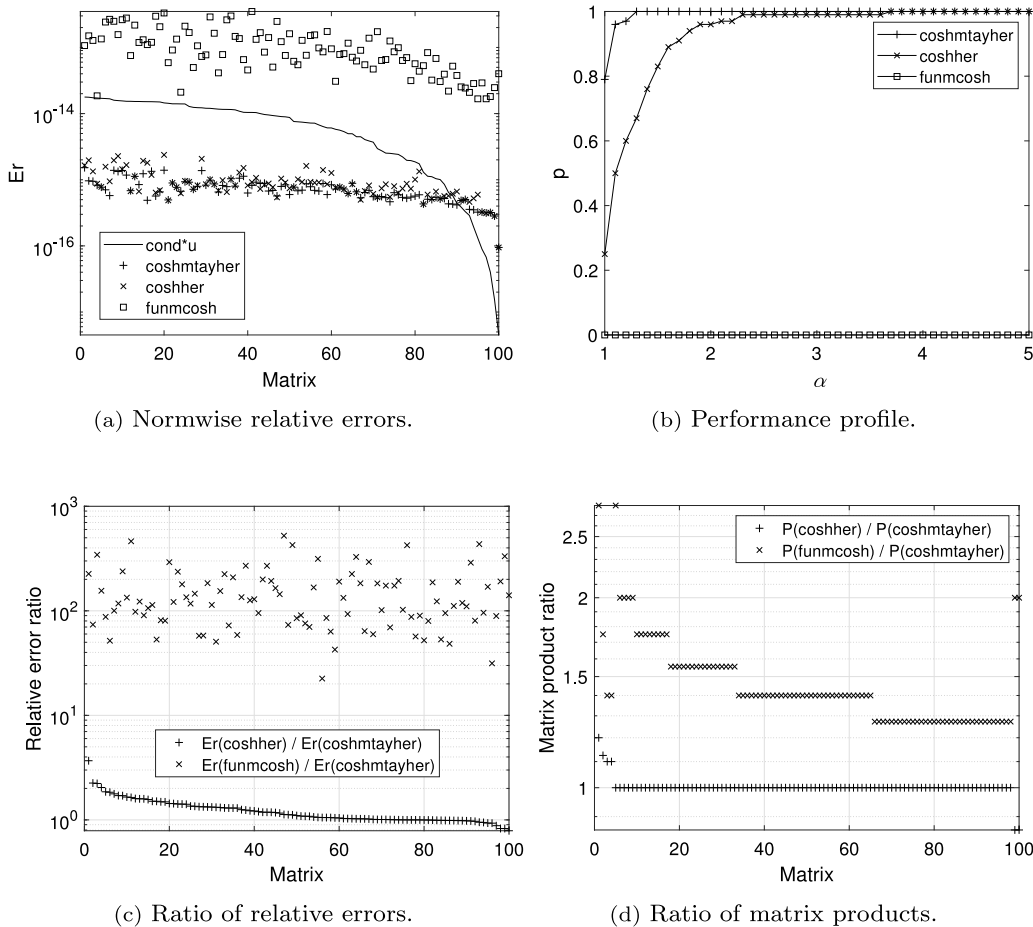 10^-14
10^-16
Er
cond*u
coshmtayher
coshher
funmcosh
0 20 40 60 80 100
Matrix
(a) Normwise relative errors.
1
0.8
0.6
0.4
0.2
0
p
coshmtayher
coshher
funmcosh
1 2 3 4 5
α
(b) Performance profile.
10^3
10^2
10^1
10^0
Relative error ratio
Er(coshher) / Er(coshmtayher)
Er(funmcosh) / Er(coshmtayher)
0 20 40 60 80 100
Matrix
(c) Ratio of relative errors.
2.5
2
1.5
1
Matrix product ratio
P(coshher) / P(coshmtayher)
P(funmcosh) / P(coshmtayher)
0 20 40 60 80 100
Matrix
(d) Ratio of matrix products.